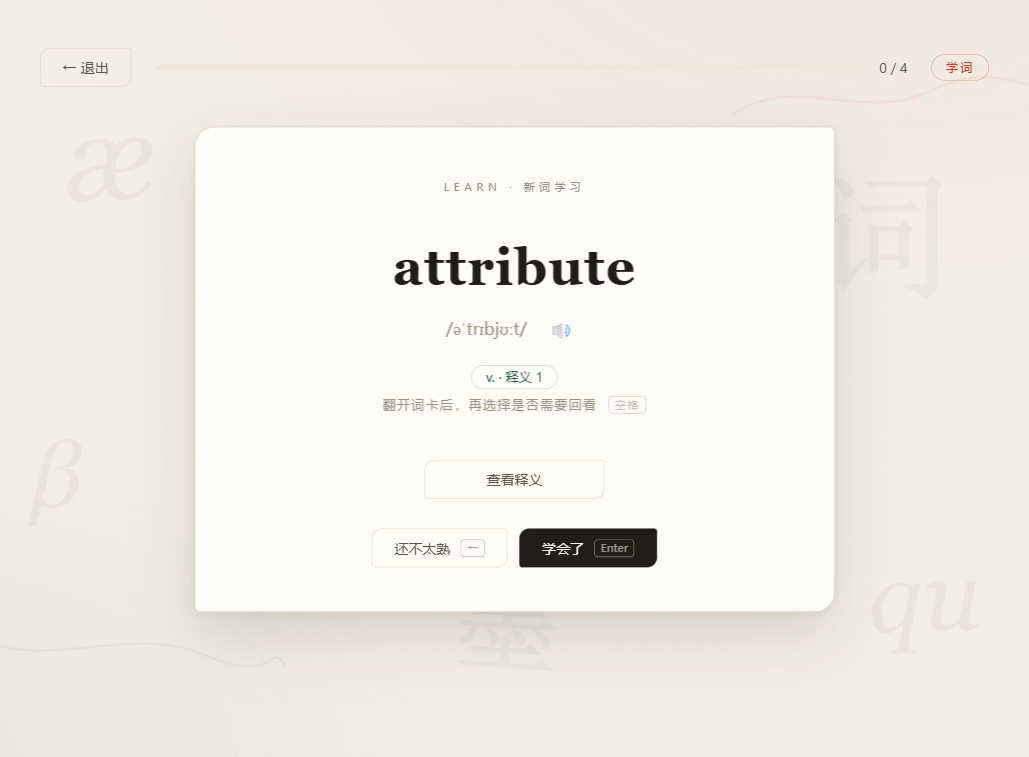 ← 退出
0 / 4
学词
æ
词
LEARN · 新词学习
attribute
/əˈtrɪbjuːt/
v. · 释义 1
翻开词卡后，再选择是否需要回看 空格
β
查看释义
还不太熟 ←
学会了 Enter
qu
墨